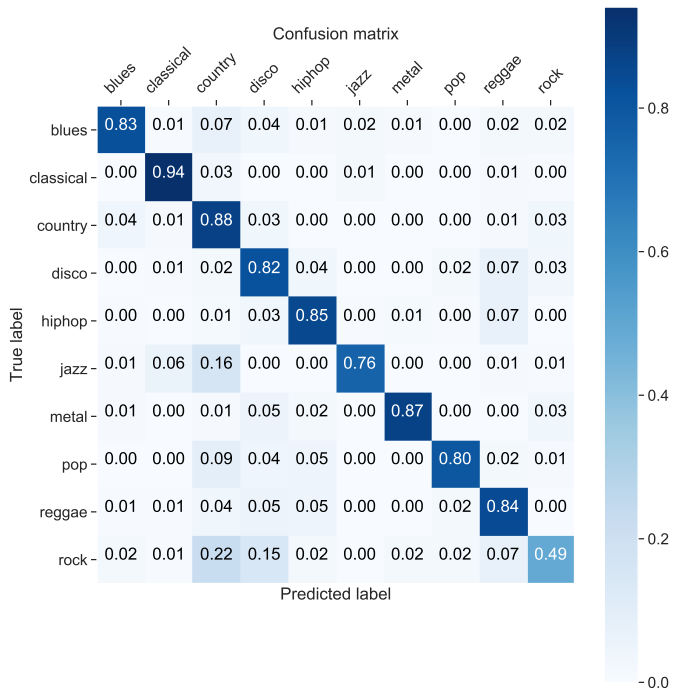 Confusion matrix
blues classical country disco hiphop jazz metal pop reggae rock
blues 0.83 0.01 0.07 0.04 0.01 0.02 0.01 0.00 0.02 0.02
classical 0.00 0.94 0.03 0.00 0.00 0.01 0.00 0.00 0.01 0.00
country 0.04 0.01 0.88 0.03 0.00 0.00 0.00 0.00 0.01 0.03
disco 0.00 0.01 0.02 0.82 0.04 0.00 0.00 0.02 0.07 0.03
hiphop 0.00 0.00 0.01 0.03 0.85 0.00 0.01 0.00 0.07 0.00
jazz 0.01 0.06 0.16 0.00 0.00 0.76 0.00 0.00 0.01 0.01
metal 0.01 0.00 0.01 0.05 0.02 0.00 0.87 0.00 0.00 0.03
pop 0.00 0.00 0.09 0.04 0.05 0.00 0.00 0.80 0.02 0.01
reggae 0.01 0.01 0.04 0.05 0.05 0.00 0.00 0.02 0.84 0.00
rock 0.02 0.01 0.22 0.15 0.02 0.00 0.02 0.02 0.07 0.49
True label
Predicted label
0.8
0.6
0.4
0.2
0.0